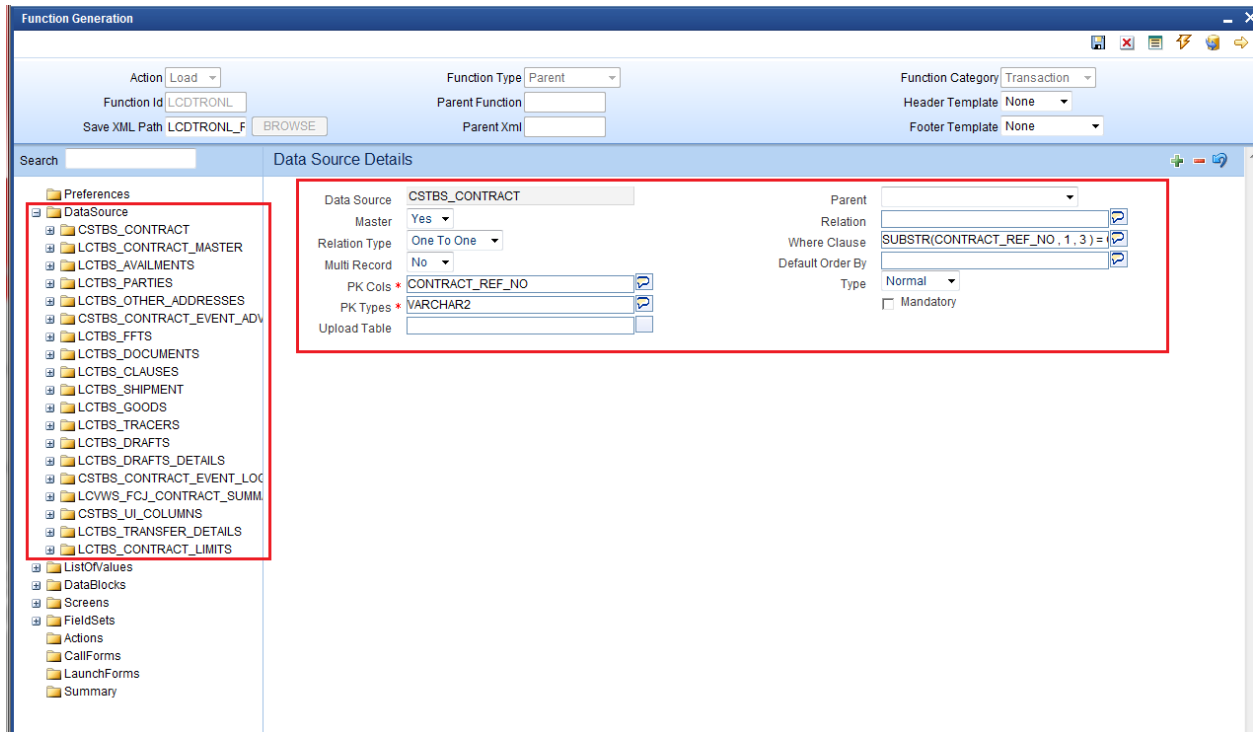 Function Generation
Action Load Function Type Parent Function Category Transaction
Function Id LCDTRONL Parent Function Header Template None
Save XML Path LCDTRONL_F BROWSE Parent Xml Footer Template None
Search Data Source Details
Preferences
DataSource
CSTBS_CONTRACT
LCTBS_CONTRACT_MASTER
LCTBS_AVAILMENTS
LCTBS_PARTIES
LCTBS_OTHER_ADDRESSES
CSTBS_CONTRACT_EVENT_ADV
LCTBS_FFTS
LCTBS_DOCUMENTS
LCTBS_CLAUSES
LCTBS_SHIPMENT
LCTBS_GOODS
LCTBS_TRACERS
LCTBS_DRAFTS
LCTBS_DRAFTS_DETAILS
CSTBS_CONTRACT_EVENT_LOG
LCVWS_FCJ_CONTRACT_SUMM
CSTBS_UI_COLUMNS
LCTBS_TRANSFER_DETAILS
LCTBS_CONTRACT_LIMITS
ListOfValues
DataBlocks
Screens
FieldSets
Actions
CallForms
LaunchForms
Summary
Data Source CSTBS_CONTRACT Parent
Master Yes Relation
Relation Type One To One Where Clause SUBSTR(CONTRACT_REF_NO , 1 , 3 ) =
Multi Record No Default Order By
PK Cols * CONTRACT_REF_NO Type Normal
PK Types * VARCHAR2 Mandatory
Upload Table